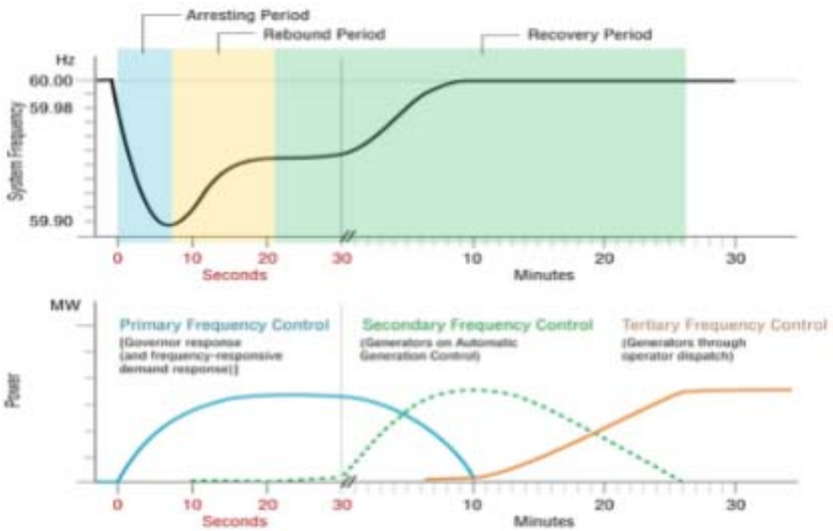 Arresting Period
Rebound Period
Recovery Period
Hz
60.00
59.98
59.90
System Frequency
0 10 20 30 10 20 30
Seconds Minutes
MW
Primary Frequency Control
[Governor response
(and frequency-responsive
demand response)]
Secondary Frequency Control
(Generators on Automatic
Generation Control)
Tertiary Frequency Control
(Generators through
operator dispatch)
Power
0 10 20 30 10 20 30
Seconds Minutes